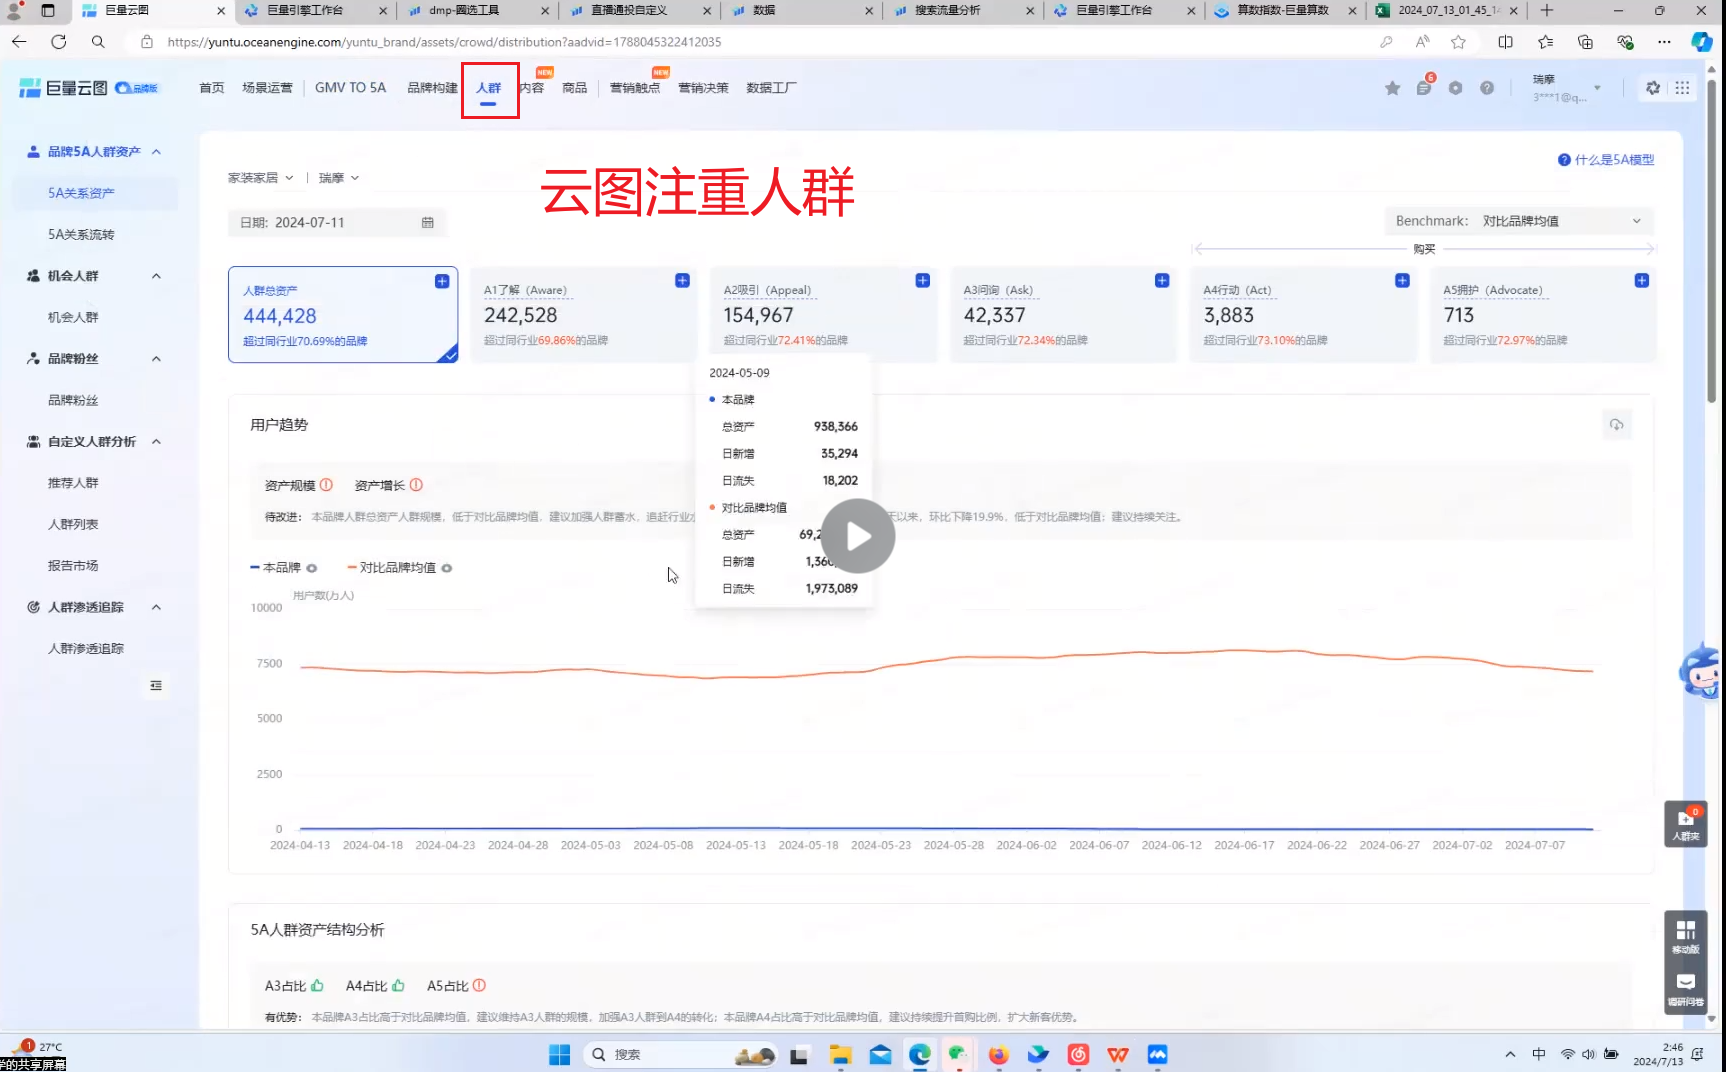 巨量云图
巨量引擎工作台
dmp-圈选工具
直播通投自定义
数据
搜索流量分析
巨量引擎工作台
算数指数-巨量算数
2024_07_13_01_45_1
https://yuntu.oceanengine.com/yuntu_brand/assets/crowd/distribution?aadvid=1788045322412035
巨量云图
品牌版
首页
场景运营
GMV TO 5A
品牌构建
人群
NEW
内容
商品
NEW
营销触点
营销决策
数据工厂
6
瑞摩
3***1@q...
品牌5A人群资产
5A关系资产
5A关系流转
机会人群
机会人群
品牌粉丝
品牌粉丝
自定义人群分析
推荐人群
人群列表
报告市场
人群渗透追踪
人群渗透追踪
家装家居
瑞摩
云图注重人群
什么是5A模型
日期: 2024-07-11
Benchmark: 对比品牌均值
购买
人群总资产
444,428
超过同行业70.69%的品牌
A1了解 (Aware)
242,528
超过同行业69.86%的品牌
A2吸引 (Appeal)
154,967
超过同行业72.41%的品牌
A3问询 (Ask)
42,337
超过同行业72.34%的品牌
A4行动 (Act)
3,883
超过同行业73.10%的品牌
A5拥护 (Advocate)
713
超过同行业72.97%的品牌
用户趋势
资产规模
资产增长
待改进: 本品牌人群总资产人群规模, 低于对比品牌均值, 建议加强人群蓄水, 追赶行业水
以来, 环比下降19.9%, 低于对比品牌均值; 建议持续关注。
2024-05-09
本品牌
总资产 938,366
日新增 35,294
日流失 18,202
对比品牌均值
总资产 69,2
日新增 1,360,
日流失 1,973,089
本品牌
对比品牌均值
用户数(万人)
10000
7500
5000
2500
0
2024-04-13 2024-04-18 2024-04-23 2024-04-28 2024-05-03 2024-05-08 2024-05-13 2024-05-18 2024-05-23 2024-05-28 2024-06-02 2024-06-07 2024-06-12 2024-06-17 2024-06-22 2024-06-27 2024-07-02 2024-07-07
0
人群夹
移动版
调研问卷
5A人群资产结构分析
A3占比
A4占比
A5占比
有优势: 本品牌A3占比高于对比品牌均值, 建议维持A3人群的规模, 加强A3人群到A4的转化; 本品牌A4占比高于对比品牌均值, 建议持续提升首购比例, 扩大新客优势。
1
27°C
学的共享屏幕
搜索
中
2:46
2024/7/13